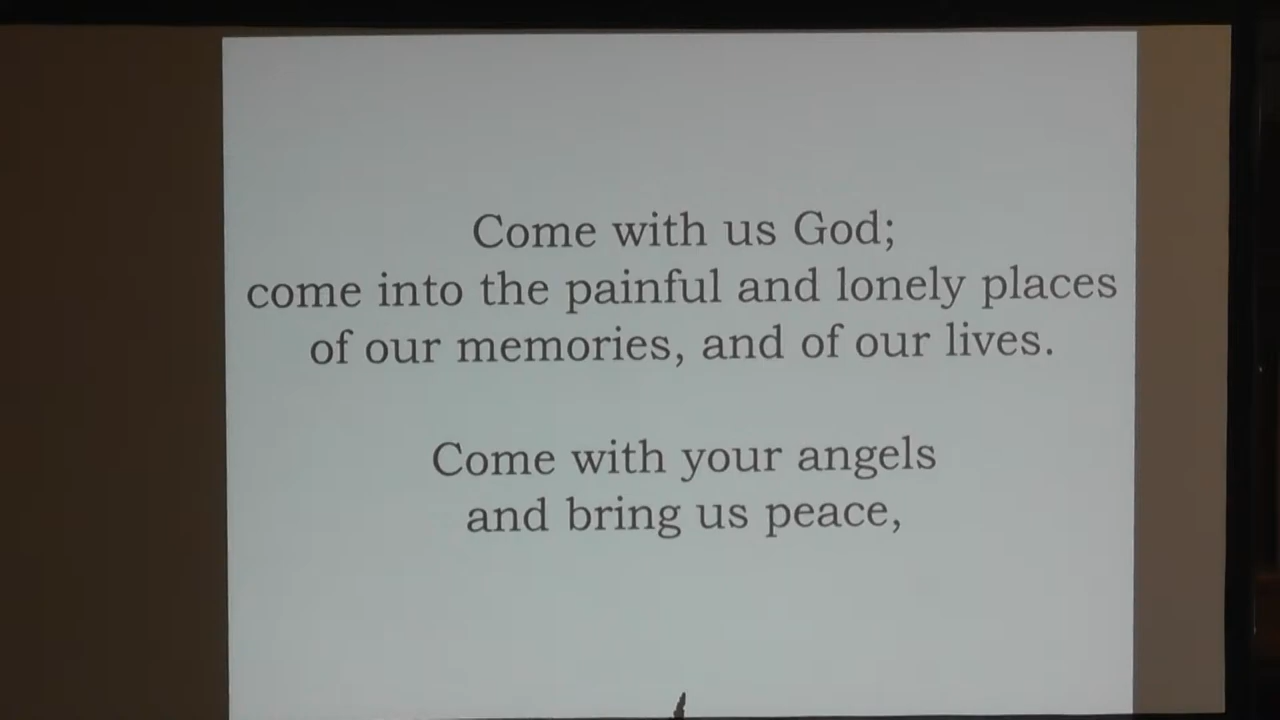 Come with us God;
come into the painful and lonely places
of our memories, and of our lives.
Come with your angels
and bring us peace,